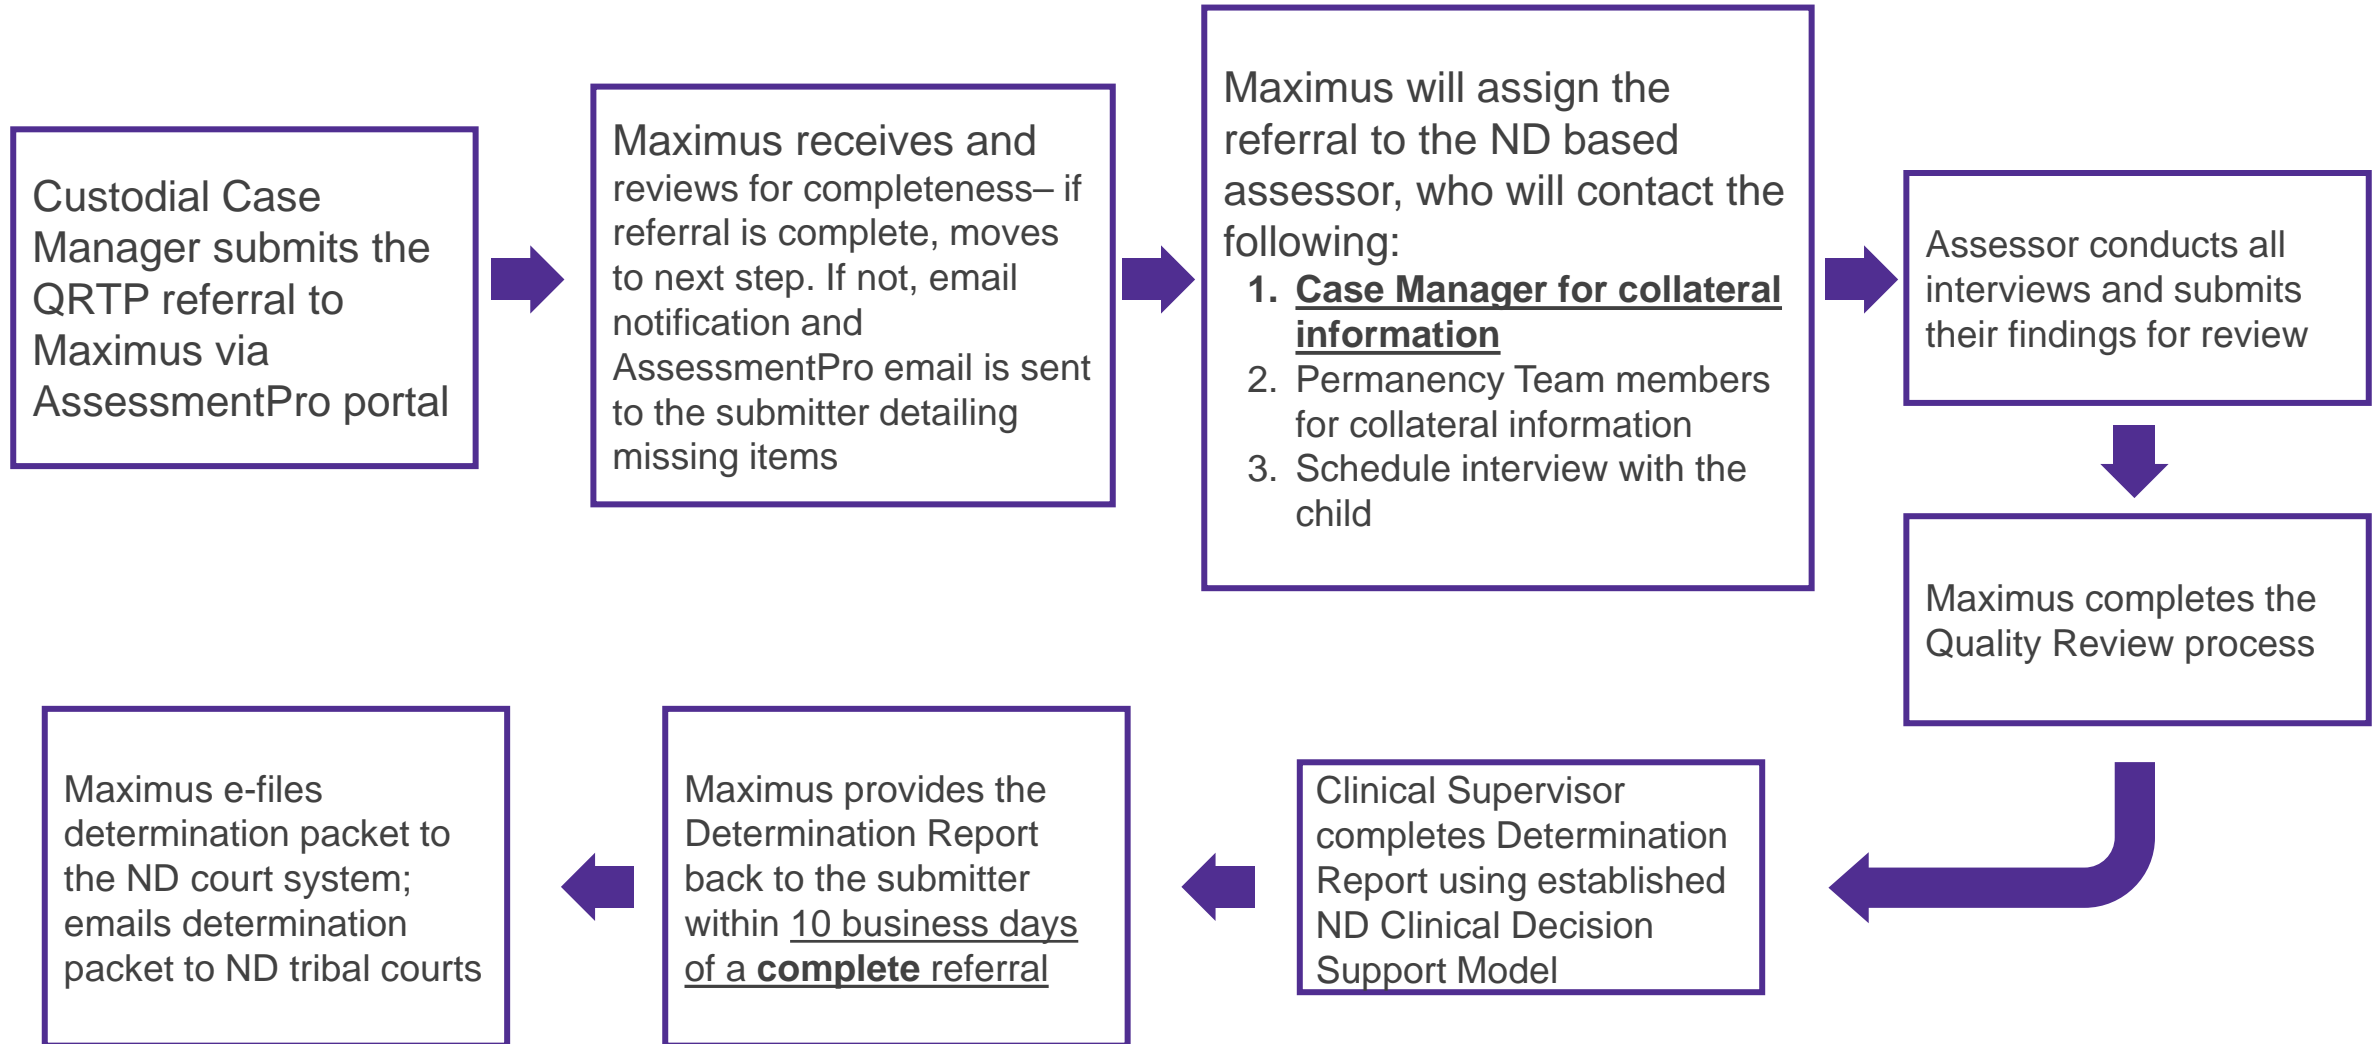 Custodial Case
Manager submits the
QRTP referral to
Maximus via
AssessmentPro portal
Maximus receives and
reviews for completeness– if
referral is complete, moves
to next step. If not, email
notification and
AssessmentPro email is sent
to the submitter detailing
missing items
Maximus will assign the
referral to the ND based
assessor, who will contact the
following:
1. Case Manager for collateral
information
2. Permanency Team members
for collateral information
3. Schedule interview with the
child
Assessor conducts all
interviews and submits
their findings for review
Maximus completes the
Quality Review process
Clinical Supervisor
completes Determination
Report using established
ND Clinical Decision
Support Model
Maximus provides the
Determination Report
back to the submitter
within 10 business days
of a complete referral
Maximus e-files
determination packet to
the ND court system;
emails determination
packet to ND tribal courts